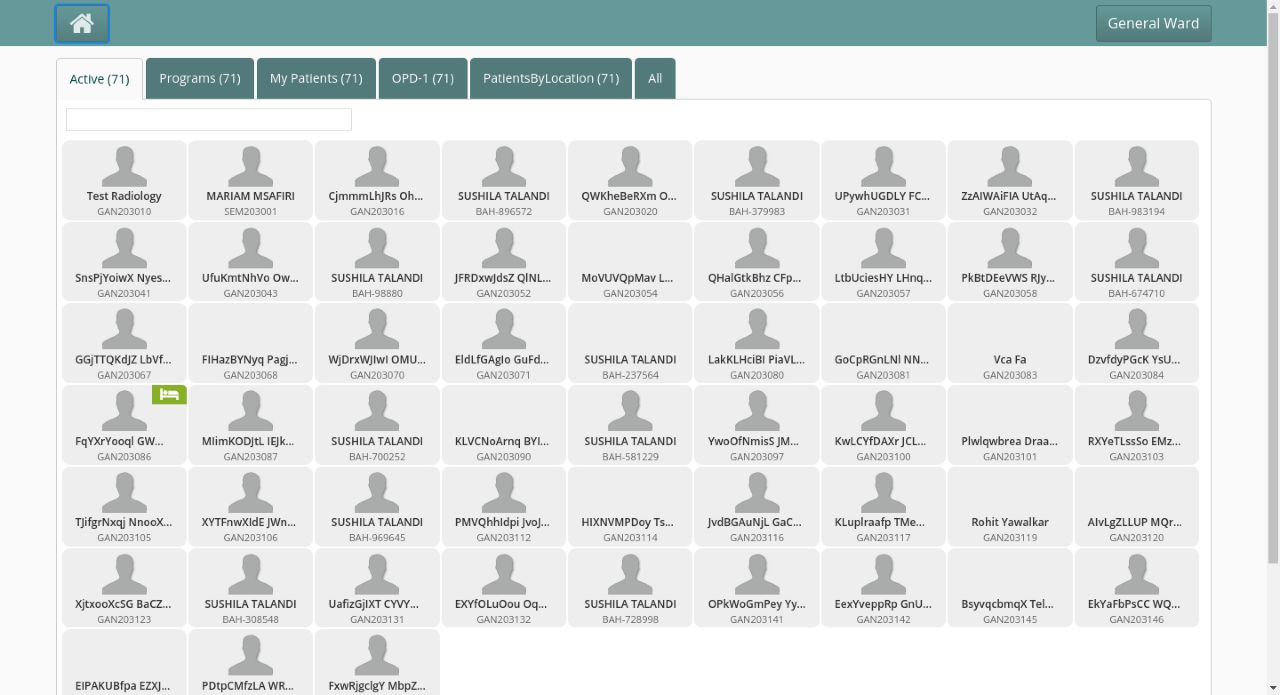 General Ward
Active (71)
Programs (71)
My Patients (71)
OPD-1 (71)
PatientsByLocation (71)
All
Test Radiology
GAN203010
MARIAM MSAFIRI
SEM203001
CjmmmLhJRs Oh...
GAN203016
SUSHILA TALANDI
BAH-896572
QWKheBeRXm O...
GAN203020
SUSHILA TALANDI
BAH-379983
UPywhUGDLY FC...
GAN203031
ZzAIWAiFIA UtAq...
GAN203032
SUSHILA TALANDI
BAH-983194
SnsPjYoiwX Nyes...
GAN203041
UfuKmtNhVo Ow...
GAN203043
SUSHILA TALANDI
BAH-98880
JFRDxwJdsZ QlNL...
GAN203052
MoVUVQpMav L...
GAN203054
QHalGtkBhz CFp...
GAN203056
LtbUciesHY LHnq...
GAN203057
PkBtDEeVWS RJy...
GAN203058
SUSHILA TALANDI
BAH-674710
GGjTTQKdJZ LbVf...
GAN203067
FIHazBYNyq Pagj...
GAN203068
WjDrxWJIwI OMU...
GAN203070
EldLfGAgIo GuFd...
GAN203071
SUSHILA TALANDI
BAH-237564
LakKLHciBI PiaVL...
GAN203080
GoCpRGnLNl NN...
GAN203081
Vca Fa
GAN203083
DzvfdyPGcK YsU...
GAN203084
FqYXrYooql GW...
GAN203086
MIimKODJtL IEJk...
GAN203087
SUSHILA TALANDI
BAH-700252
KLVCNoArnq BYI...
GAN203090
SUSHILA TALANDI
BAH-581229
YwoOfNmisS JM...
GAN203097
KwLCYfDAXr JCL...
GAN203100
Plwlqwbrea Draa...
GAN203101
RXYeTLssSo EMz...
GAN203103
TJifgrNxqj NnooX...
GAN203105
XYTFnwXIdE JWn...
GAN203106
SUSHILA TALANDI
BAH-969645
PMVQhhIdpi JvoJ...
GAN203112
HIXNVMPDoy Ts...
GAN203114
JvdBGAuNjL GaC...
GAN203116
KLuplraafp TMe...
GAN203117
Rohit Yawalkar
GAN203119
AIvLgZLLUP MQr...
GAN203120
XjtxooXcSG BaCZ...
GAN203123
SUSHILA TALANDI
BAH-308548
UafizGjIXT CYVY...
GAN203131
EXYfOLuOou Oq...
GAN203132
SUSHILA TALANDI
BAH-728998
OPkWoGmPey Yy...
GAN203141
EexYveppRp GnU...
GAN203142
BsyvqcbmqX Tel...
GAN203145
EkYaFbPsCC WQ...
GAN203146
EIPAKUBfpa EZXJ...
PDtpCMfzLA WR...
FxwRjgclgY MbpZ...